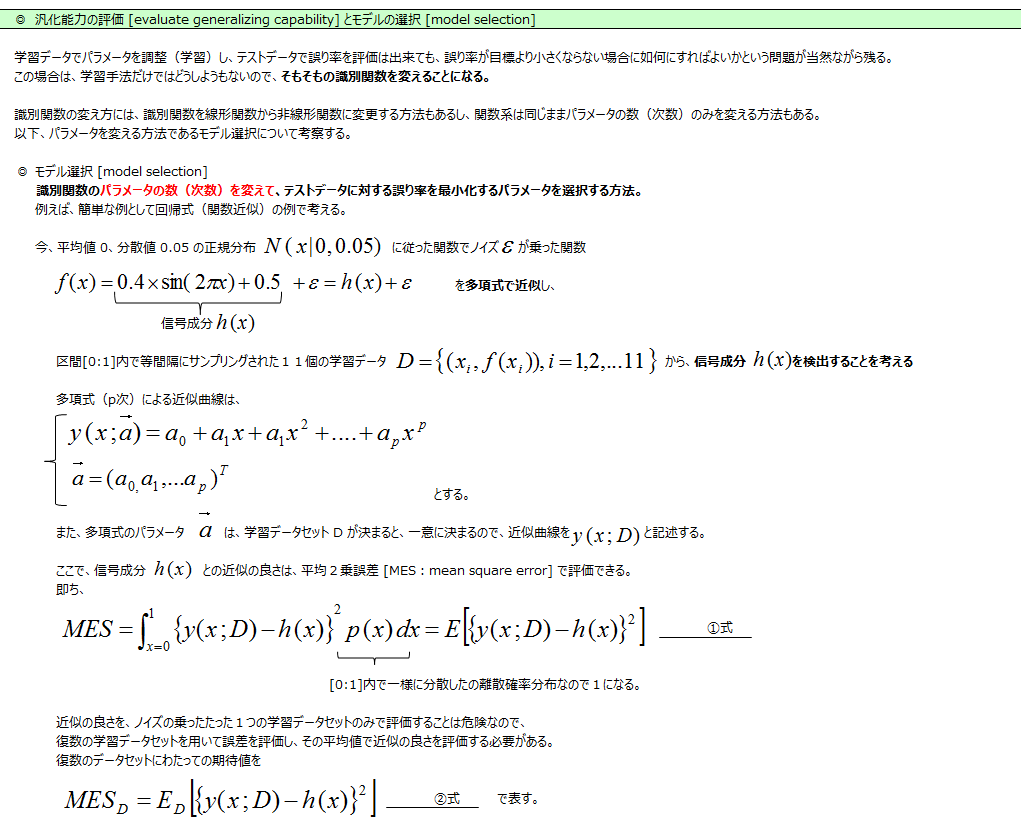 ◎ 汎化能力の評価 [evaluate generalizing capability] とモデルの選択 [model selection]
学習データでパラメータを調整（学習）し、テストデータで誤り率を評価は出来ても、誤り率が目標より小さくならない場合に如何にすればよいかという問題が当然ながら残る。
この場合は、学習手法だけではどうしようもないので、そもそもの識別関数を変えることになる。
識別関数の変え方には、識別関数を線形関数から非線形関数に変更する方法もあるし、関数系は同じままパラメータの数（次数）のみを変える方法もある。
以下、パラメータを変える方法であるモデル選択について考察する。
◎ モデル選択 [model selection]
識別関数のパラメータの数（次数）を変えて、テストデータに対する誤り率を最小化するパラメータを選択する方法。
例えば、簡単な例として回帰式（関数近似）の例で考える。
今、平均値 0、分散値 0.05 の正規分布 N(x|0,0.05) に従った関数でノイズ ε が乗った関数
f(x)=0.4×sin(2πx)+0.5 +ε=h(x)+ε を多項式で近似し、
信号成分 h(x)
区間[0:1]内で等間隔にサンプリングされた１１個の学習データ D={(x_i, f(x_i)), i=1,2,...11} から、信号成分 h(x)を検出することを考える
多項式（p次）による近似曲線は、
y(x;a⃗)=a_0+a_1x+a_1x^2+....+a_px^p
a⃗=(a_0,a_1,...a_p)^T
とする。
また、多項式のパラメータ a⃗ は、学習データセット D が決まると、一意に決まるので、近似曲線を y(x;D) と記述する。
ここで、信号成分 h(x) との近似の良さは、平均２乗誤差 [MES：mean square error] で評価できる。
即ち、
MES=∫_{x=0}^{1}{y(x;D)−h(x)}^2 p(x)dx=E[{y(x;D)−h(x)}^2] ①式
[0:1]内で一様に分散したの離散確率分布なので１になる。
近似の良さを、ノイズの乗ったたった１つの学習データセットのみで評価することは危険なので、
復数の学習データセットを用いて誤差を評価し、その平均値で近似の良さを評価する必要がある。
復数のデータセットにわたっての期待値を
MES_D=E_D[{y(x;D)−h(x)}^2] ②式 で表す。